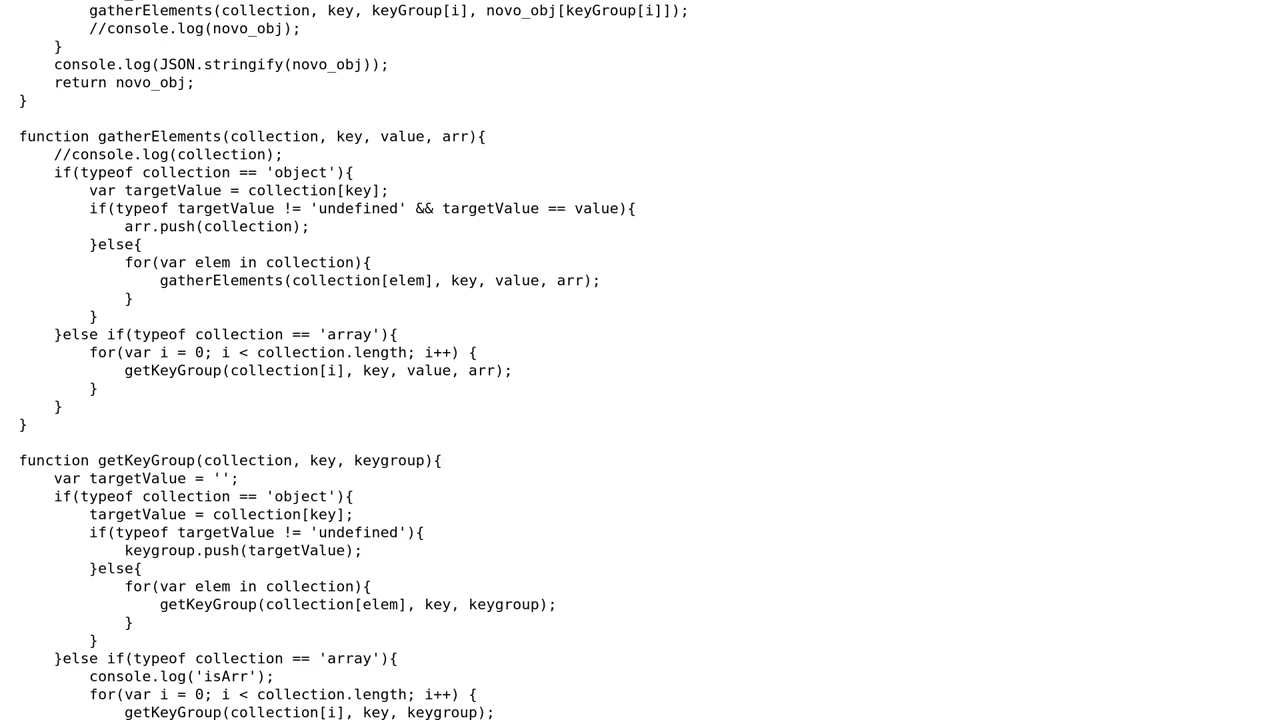 gatherElements(collection, key, keyGroup[i], novo_obj[keyGroup[i]]);
//console.log(novo_obj);
}
console.log(JSON.stringify(novo_obj));
return novo_obj;
}
function gatherElements(collection, key, value, arr){
//console.log(collection);
if(typeof collection == 'object'){
var targetValue = collection[key];
if(typeof targetValue != 'undefined' && targetValue == value){
arr.push(collection);
}else{
for(var elem in collection){
gatherElements(collection[elem], key, value, arr);
}
}
}else if(typeof collection == 'array'){
for(var i = 0; i < collection.length; i++) {
getKeyGroup(collection[i], key, value, arr);
}
}
}
function getKeyGroup(collection, key, keygroup){
var targetValue = '';
if(typeof collection == 'object'){
targetValue = collection[key];
if(typeof targetValue != 'undefined'){
keygroup.push(targetValue);
}else{
for(var elem in collection){
getKeyGroup(collection[elem], key, keygroup);
}
}
}else if(typeof collection == 'array'){
console.log('isArr');
for(var i = 0; i < collection.length; i++) {
getKeyGroup(collection[i], key, keygroup);